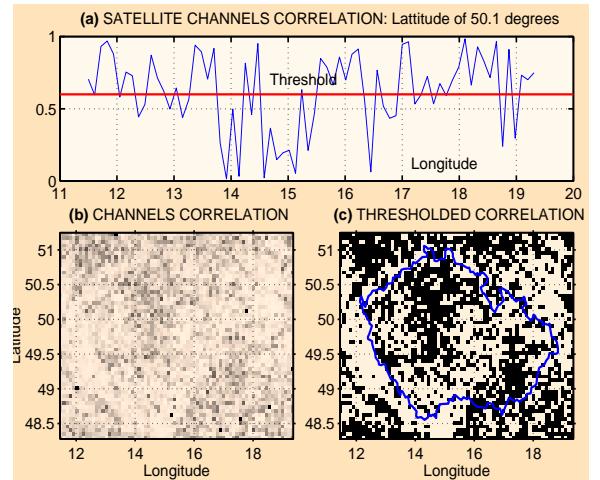 (a) SATELLITE CHANNELS CORRELATION: Lattitude of 50.1 degrees
1
0.5
0
Threshold
Longitude
11 12 13 14 15 16 17 18 19 20
(b) CHANNELS CORRELATION
51
50.5
50
49.5
49
48.5
Latitude
12 14 16 18
Longitude
(c) THRESHOLDED CORRELATION
51
50.5
50
49.5
49
48.5
12 14 16 18
Longitude